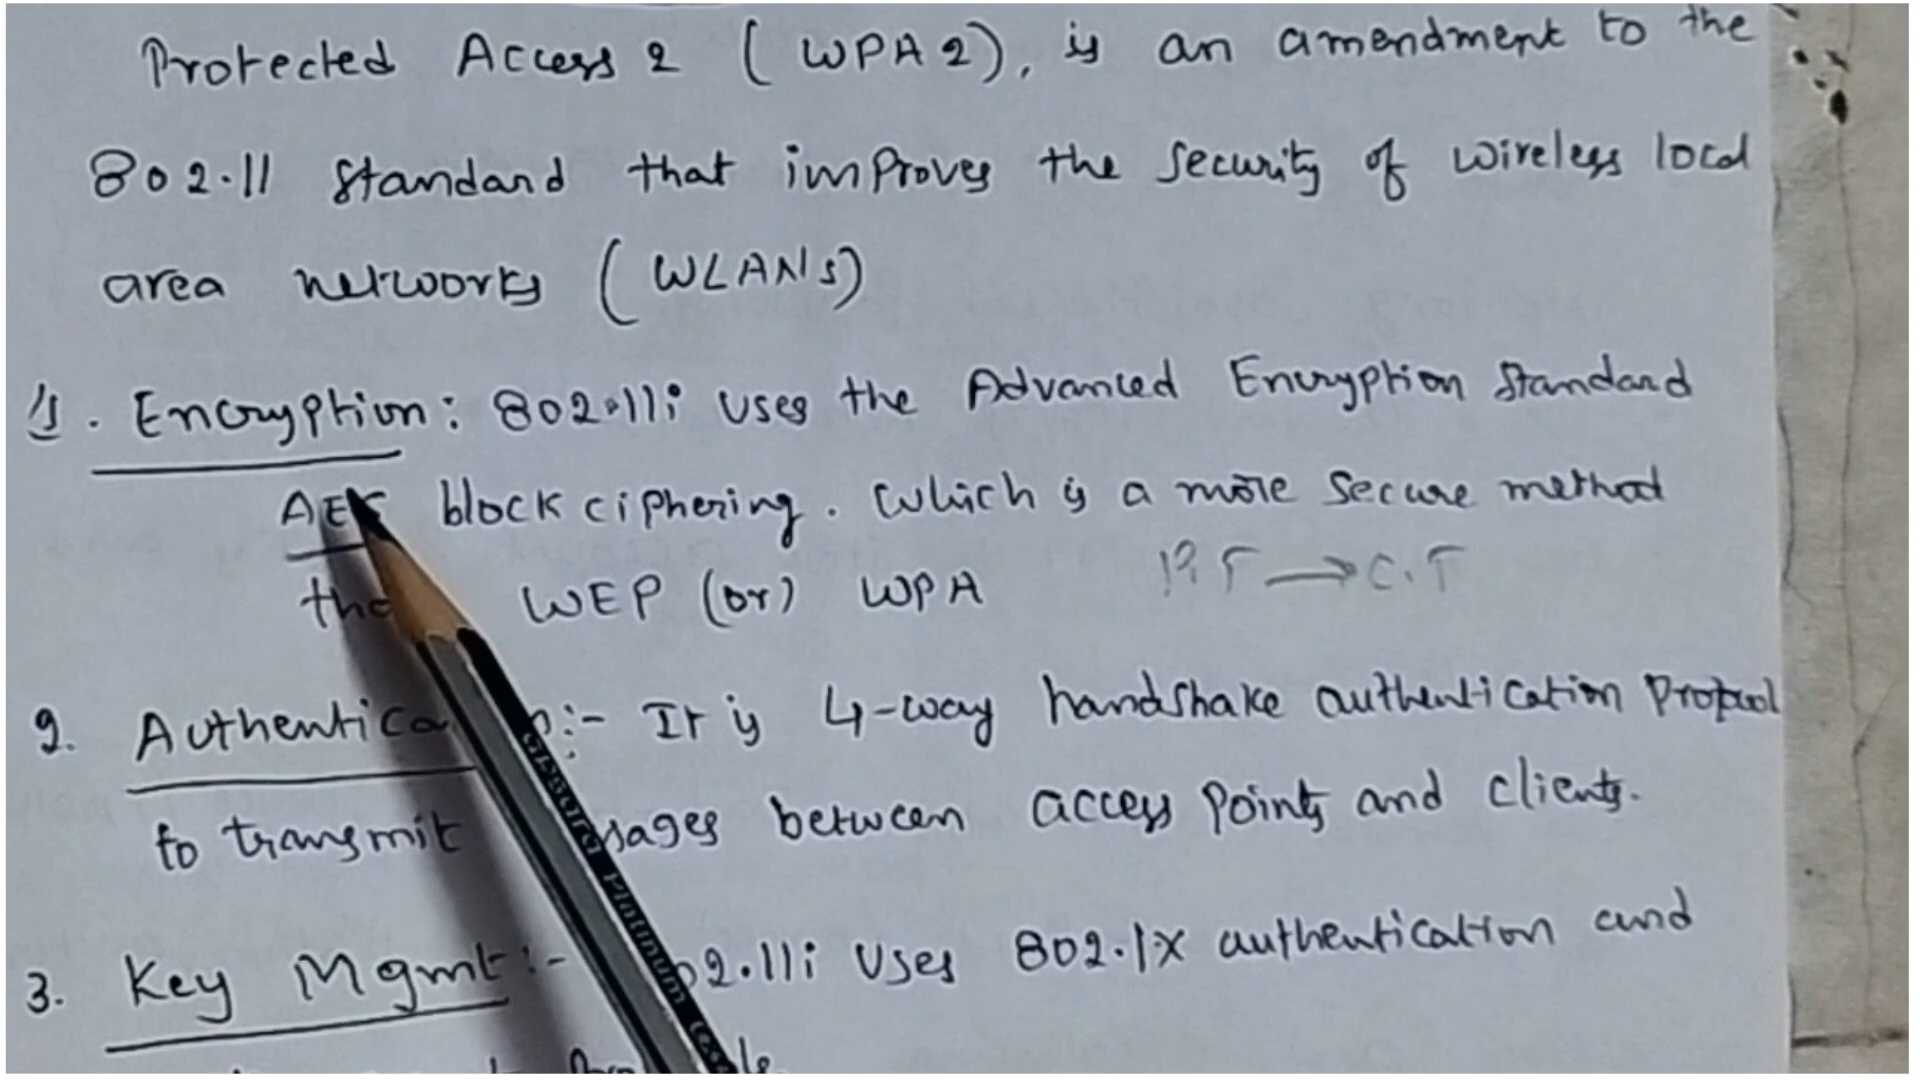 Protected Access 2 (WPA2), is an amendment to the
802.11 standard that improves the security of wireless local
area networks (WLANs)
1. Encryption: 802.11i uses the Advanced Encryption Standard
AES block ciphering. Which is a more secure method
WEP (or) WPA
P.T → C.T
2. Authentica :- It is 4-way handshake authentication protocol
to transmit sages between access points and clients.
3. Key Mgmt :- 02.11i uses 802.1X authentication and
apsara Platinum